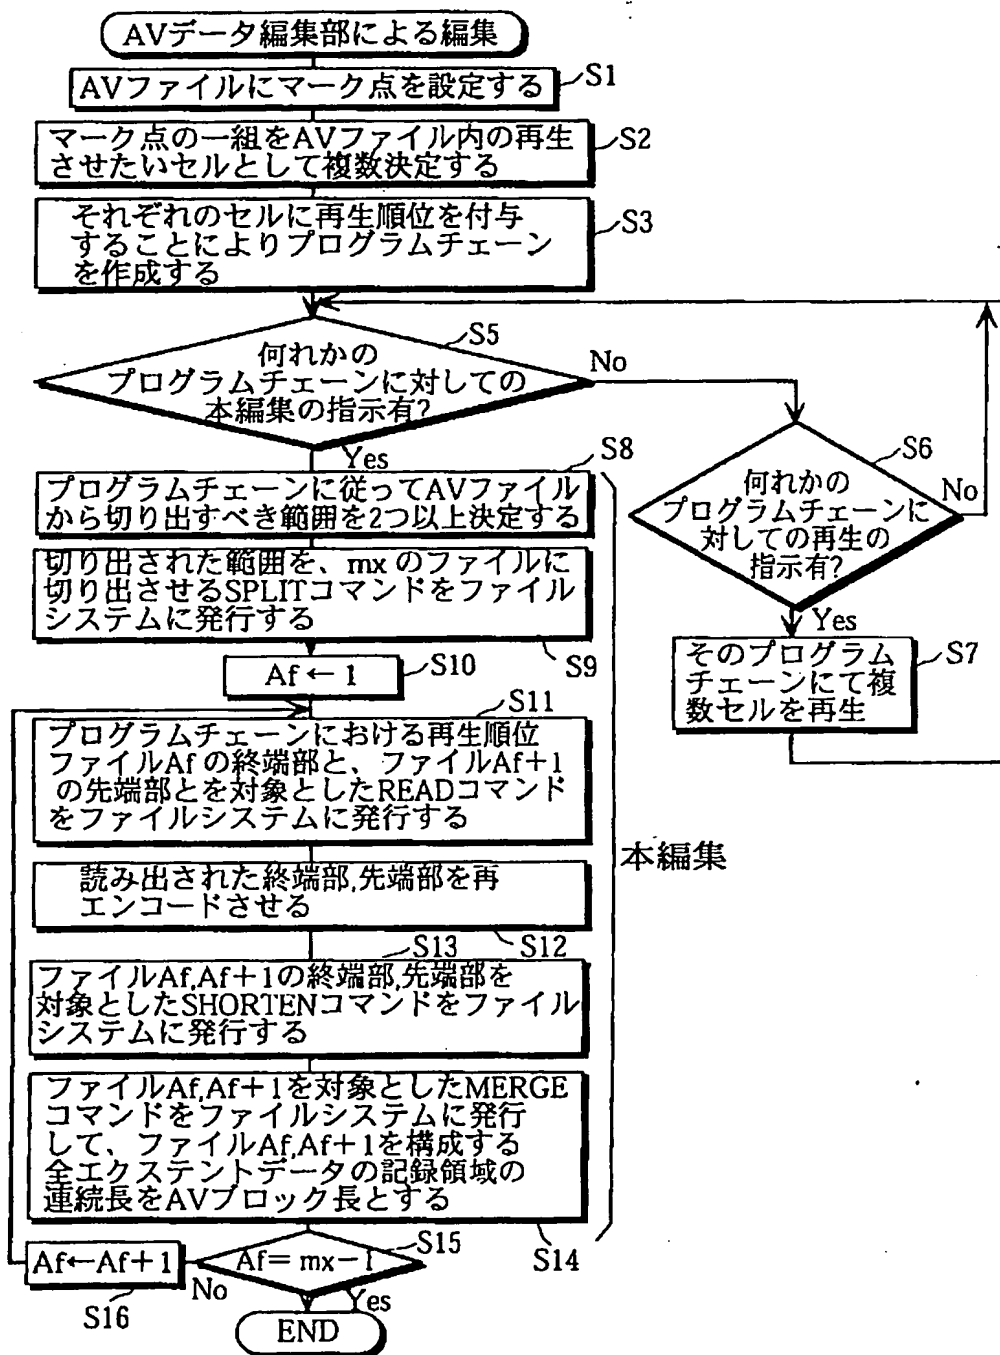 AVデータ編集部による編集
AVファイルにマーク点を設定する
S1
マーク点の一組をAVファイル内の再生
させたいセルとして複数決定する
S2
それぞれのセルに再生順位を付与
することによりプログラムチェーン
を作成する
S3
S5
何れかの
プログラムチェーンに対しての
本編集の指示有?
No
Yes
S6
何れかの
プログラムチェーンに
対しての再生の
指示有?
No
Yes
そのプログラム
チェーンにて複
数セルを再生
S7
S8
プログラムチェーンに従ってAVファイル
から切り出すべき範囲を2つ以上決定する
切り出された範囲を、mx のファイルに
切り出させるSPLITコマンドをファイル
システムに発行する
S9
Af ← 1
S10
S11
プログラムチェーンにおける再生順位
ファイルAf の終端部と、ファイルAf+1
の先端部とを対象としたREADコマンド
をファイルシステムに発行する
本編集
読み出された終端部,先端部を再
エンコードさせる
S12
S13
ファイルAf,Af+1の終端部,先端部を
対象としたSHORTENコマンドをファイル
システムに発行する
ファイルAf,Af+1を対象としたMERGE
コマンドをファイルシステムに発行
して、ファイルAf,Af+1を構成する
全エクステントデータの記録領域の
連続長をAVブロック長とする
S14
Af= mx−1
S15
Af←Af+1
No
S16
Yes
END